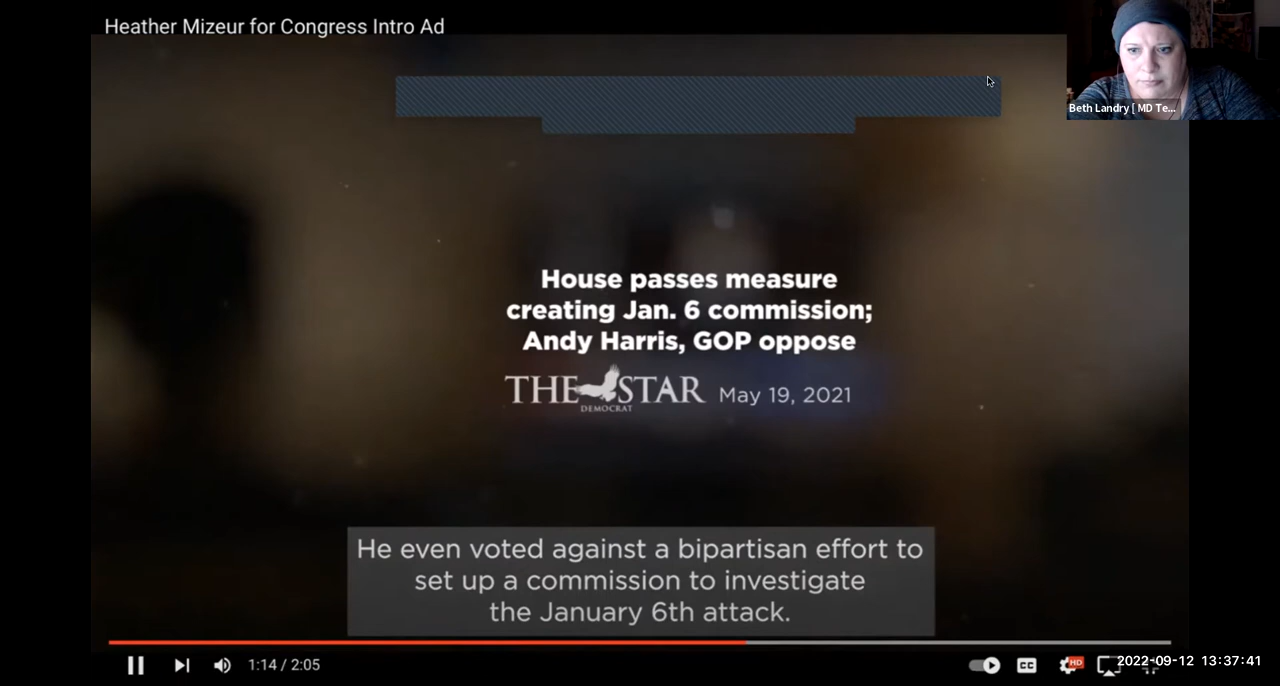 Heather Mizeur for Congress Intro Ad
Beth Landry [ MD Te...
House passes measure
creating Jan. 6 commission;
Andy Harris, GOP oppose
THE STAR
DEMOCRAT
May 19, 2021
He even voted against a bipartisan effort to
set up a commission to investigate
the January 6th attack.
1:14 / 2:05
CC
HD
2022-09-12 13:37:41